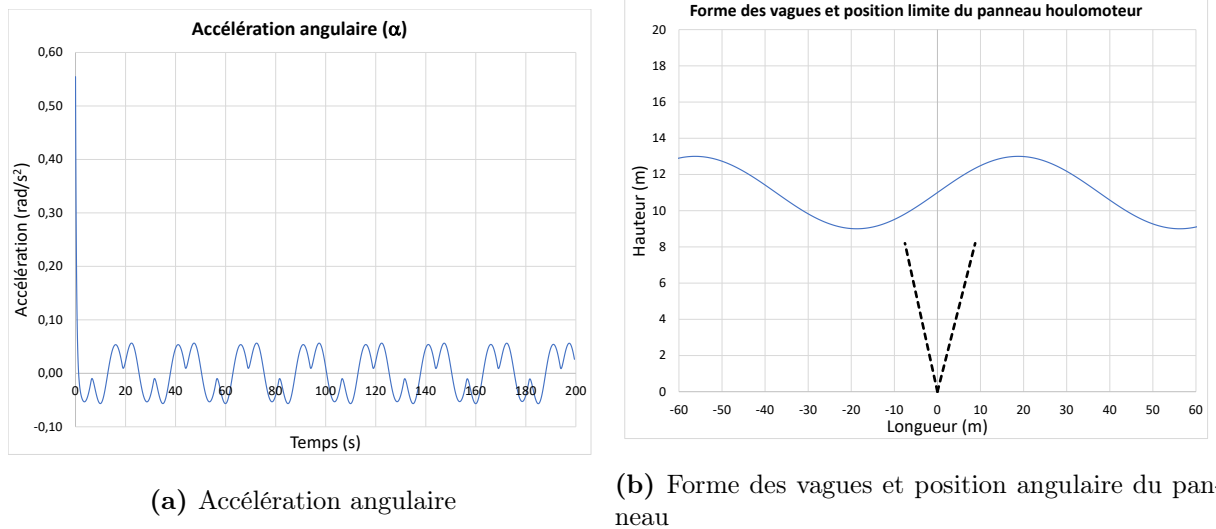 Accélération angulaire (α)
Accélération (rad/s²)
0,60
0,50
0,40
0,30
0,20
0,10
0,00
-0,10
0 20 40 60 80 100 120 140 160 180 200
Temps (s)
(a) Accélération angulaire
Forme des vagues et position limite du panneau houlomoteur
Hauteur (m)
20
18
16
14
12
10
8
6
4
2
0
-60 -50 -40 -30 -20 -10 0 10 20 30 40 50 60
Longueur (m)
(b) Forme des vagues et position angulaire du pan-
neau